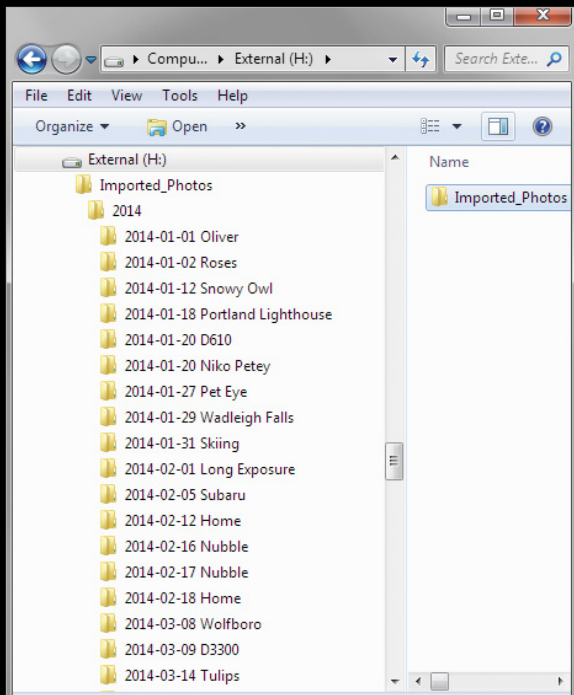 Compu... External (H:) Search Exte...
File Edit View Tools Help
Organize Open »
External (H:)
Imported_Photos
2014
2014-01-01 Oliver
2014-01-02 Roses
2014-01-12 Snowy Owl
2014-01-18 Portland Lighthouse
2014-01-20 D610
2014-01-20 Niko Petey
2014-01-27 Pet Eye
2014-01-29 Wadleigh Falls
2014-01-31 Skiing
2014-02-01 Long Exposure
2014-02-05 Subaru
2014-02-12 Home
2014-02-16 Nubble
2014-02-17 Nubble
2014-02-18 Home
2014-03-08 Wolfboro
2014-03-09 D3300
2014-03-14 Tulips
Name
Imported_Photos